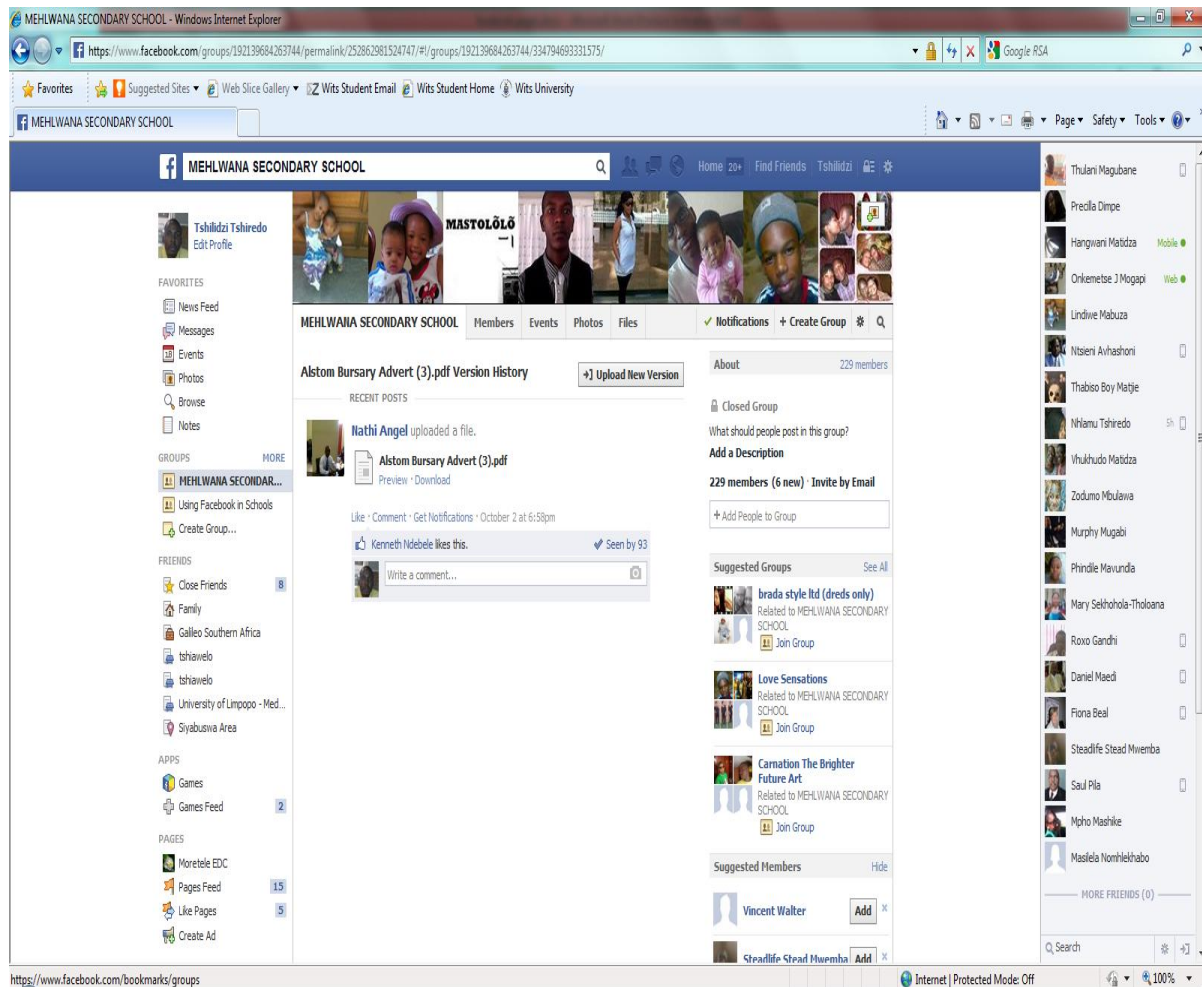 MEHLWANA SECONDARY SCHOOL - Windows Internet Explorer
https://www.facebook.com/groups/192139684263744/permalink/252862981524747/#!/groups/192139684263744/334794693331575/
Google RSA
Favorites
Suggested Sites
Web Slice Gallery
Wits Student Email
Wits Student Home
Wits University
MEHLWANA SECONDARY SCHOOL
Page
Safety
Tools
MEHLWANA SECONDARY SCHOOL
Home 20+
Find Friends
Tshilidzi
Tshilidzi Tshiredo
Edit Profile
FAVORITES
News Feed
Messages
18 Events
Photos
Browse
Notes
GROUPS MORE
MEHLWANA SECONDAR...
Using Facebook in Schools
Create Group...
FRIENDS
Close Friends 8
Family
Galileo Southern Africa
tshiawelo
tshiawelo
University of Limpopo - Med...
Siyabuswa Area
APPS
Games
Games Feed 2
PAGES
Moretele EDC
Pages Feed 15
Like Pages 5
Create Ad
MASTOLÕLÕ
MEHLWANA SECONDARY SCHOOL Members Events Photos Files
✓ Notifications + Create Group
Alstom Bursary Advert (3).pdf Version History
Upload New Version
RECENT POSTS
Nathi Angel uploaded a file.
Alstom Bursary Advert (3).pdf
Preview · Download
Like · Comment · Get Notifications · October 2 at 6:58pm
Kenneth Ndebele likes this.
✓ Seen by 93
Write a comment...
About 229 members
Closed Group
What should people post in this group?
Add a Description
229 members (6 new) · Invite by Email
+ Add People to Group
Suggested Groups See All
brada style ltd (dreds only)
Related to MEHLWANA SECONDARY
SCHOOL
Join Group
Love Sensations
Related to MEHLWANA SECONDARY
SCHOOL
Join Group
Carnation The Brighter
Future Art
Related to MEHLWANA SECONDARY
SCHOOL
Join Group
Suggested Members Hide
Vincent Walter Add x
Steadlife Stead Mwemba Add x
Thulani Magubane
Precilla Dimpe
Hangwani Matidza Mobile
Onkemetse J Mogapi Web
Lindiwe Mabuza
Ntsieni Avhashoni
Thabiso Boy Matjie
Nhlamu Tshiredo 5h
Vhukhudo Matidza
Zodumo Mbulawa
Murphy Mugabi
Phindile Mavundla
Mary Sekhohola-Tholoana
Roxo Gandhi
Daniel Maedi
Fiona Beal
Steadlife Stead Mwemba
Saul Pila
Mpho Mashike
Masilela Nomhlekhabo
MORE FRIENDS (0)
Search
https://www.facebook.com/bookmarks/groups
Internet | Protected Mode: Off
100%